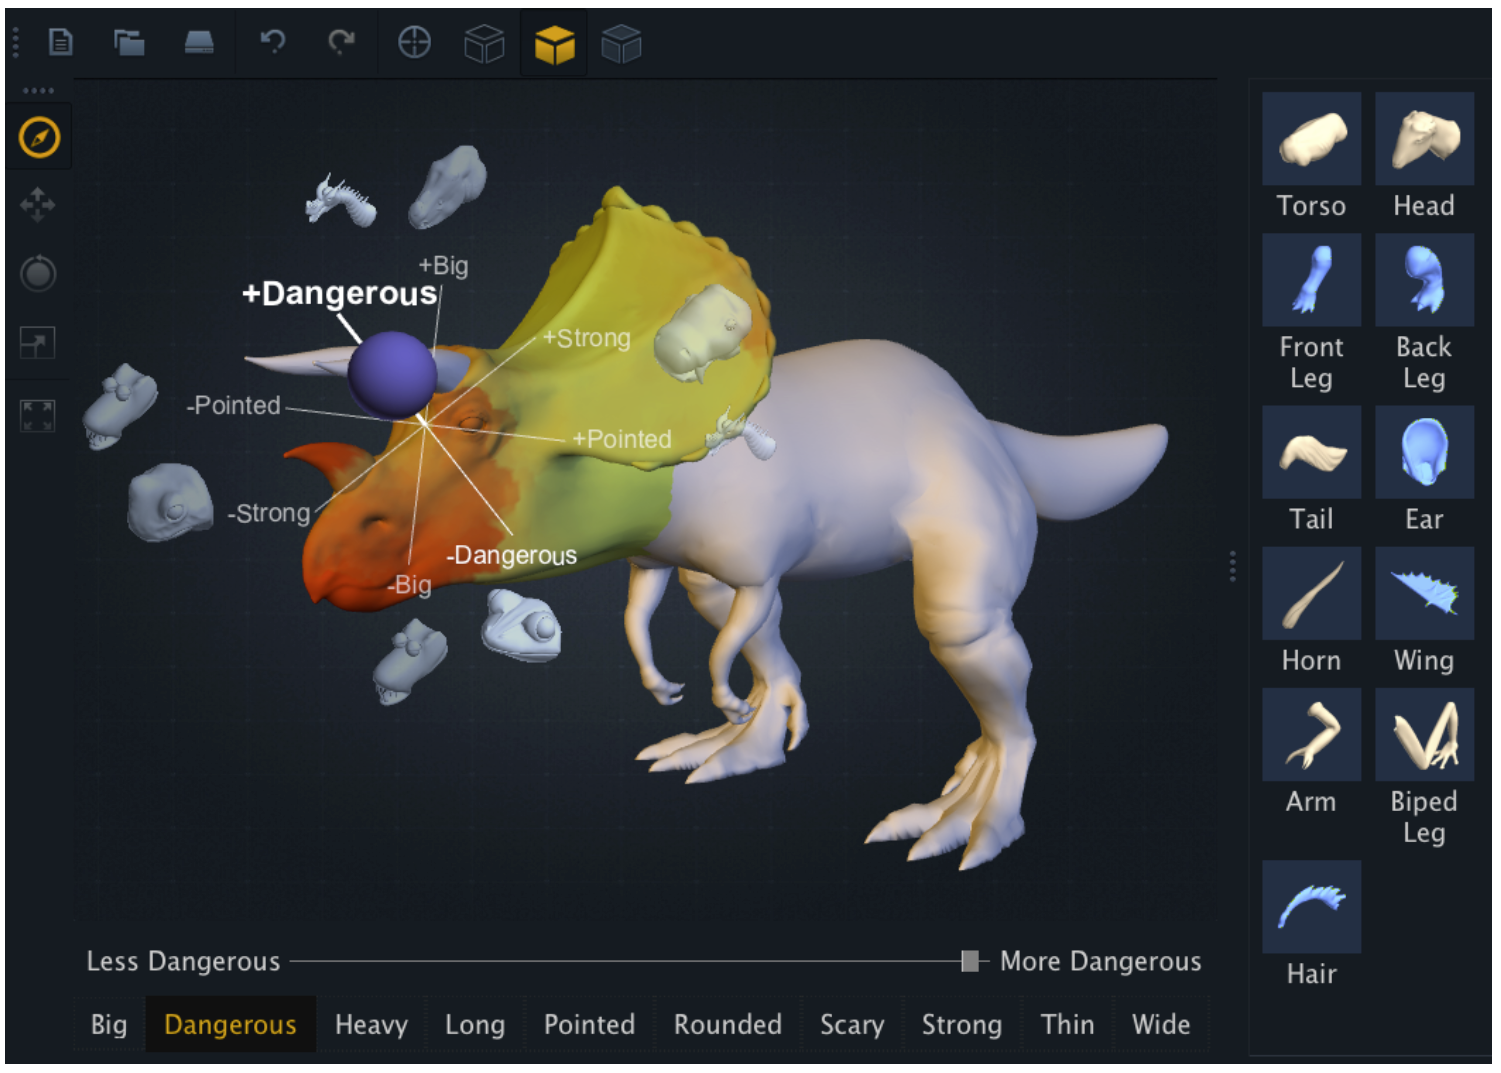 +Big
+Dangerous
+Strong
-Pointed
+Pointed
-Strong
-Dangerous
-Big
Less Dangerous
More Dangerous
Big
Dangerous
Heavy
Long
Pointed
Rounded
Scary
Strong
Thin
Wide
Torso
Head
Front
Leg
Back
Leg
Tail
Ear
Horn
Wing
Arm
Biped
Leg
Hair